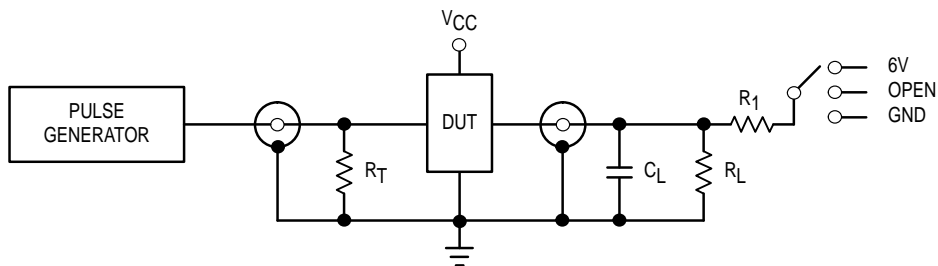 VCC
PULSE
GENERATOR
DUT
RT
CL
RL
R1
6V
OPEN
GND